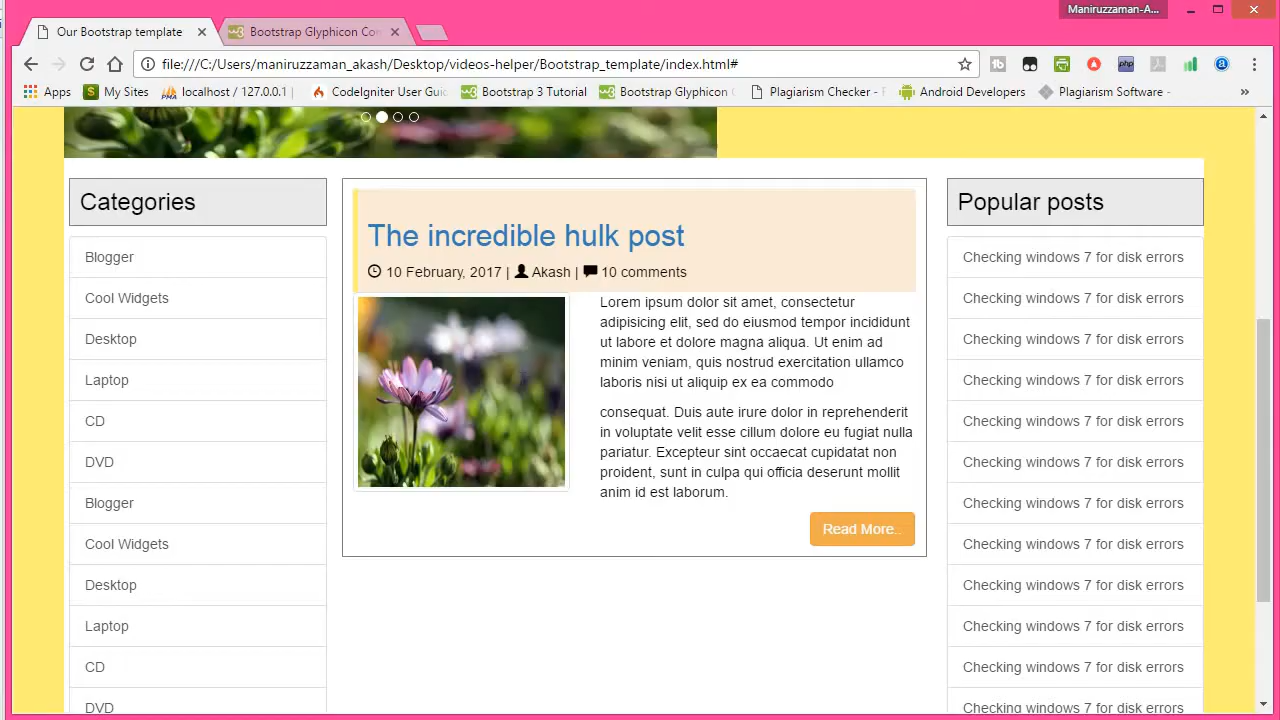 Maniruzzaman-A...
Our Bootstrap template
Bootstrap Glyphicon Con
file:///C:/Users/maniruzzaman_akash/Desktop/videos-helper/Bootstrap_template/index.html#
Apps
My Sites
localhost / 127.0.0.1 |
CodeIgniter User Guid
Bootstrap 3 Tutorial
Bootstrap Glyphicon
Plagiarism Checker -
Android Developers
Plagiarism Software -
»
Categories
Blogger
Cool Widgets
Desktop
Laptop
CD
DVD
Blogger
Cool Widgets
Desktop
Laptop
CD
DVD
The incredible hulk post
10 February, 2017 | Akash | 10 comments
Lorem ipsum dolor sit amet, consectetur
adipisicing elit, sed do eiusmod tempor incididunt
ut labore et dolore magna aliqua. Ut enim ad
minim veniam, quis nostrud exercitation ullamco
laboris nisi ut aliquip ex ea commodo
consequat. Duis aute irure dolor in reprehenderit
in voluptate velit esse cillum dolore eu fugiat nulla
pariatur. Excepteur sint occaecat cupidatat non
proident, sunt in culpa qui officia deserunt mollit
anim id est laborum.
Read More..
Popular posts
Checking windows 7 for disk errors
Checking windows 7 for disk errors
Checking windows 7 for disk errors
Checking windows 7 for disk errors
Checking windows 7 for disk errors
Checking windows 7 for disk errors
Checking windows 7 for disk errors
Checking windows 7 for disk errors
Checking windows 7 for disk errors
Checking windows 7 for disk errors
Checking windows 7 for disk errors
Checking windows 7 for disk errors